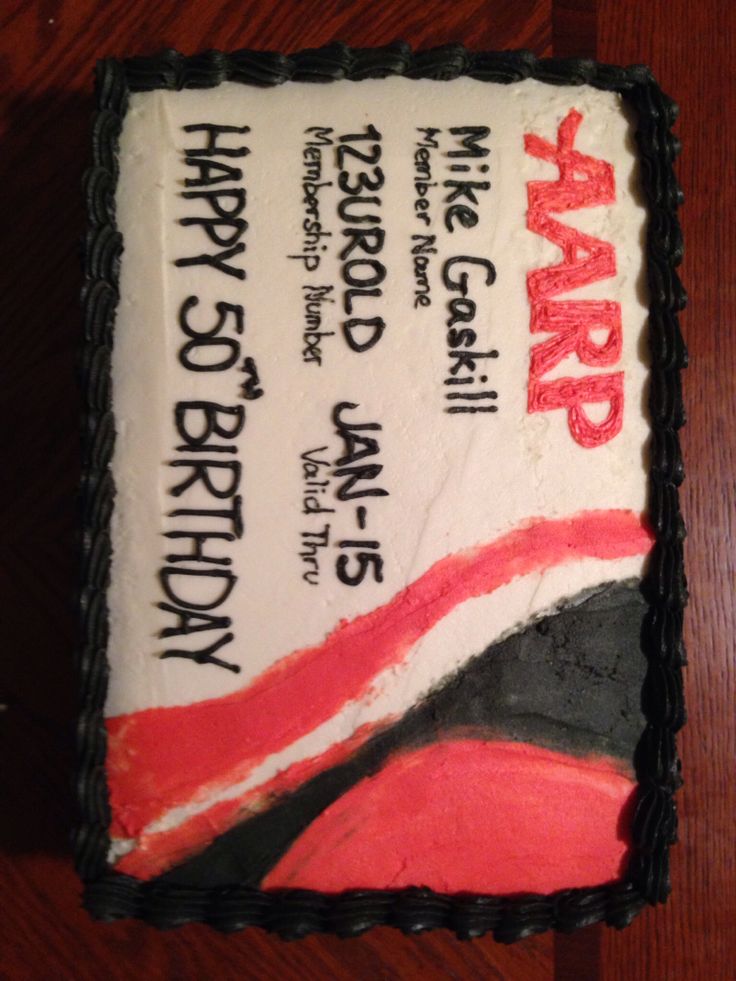 AARP
Mike Gaskill
Member Name
123UROLD JAN-15
Membership Number Valid Thru
HAPPY 50TH BIRTHDAY